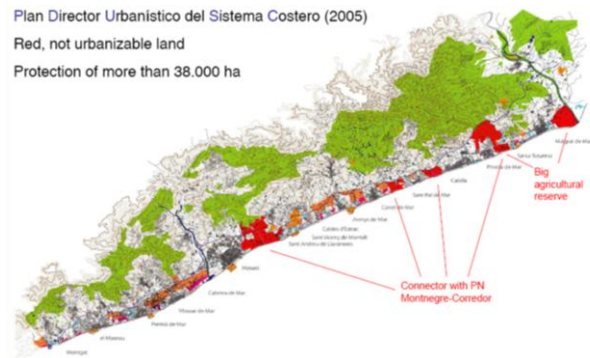 Plan Director Urbanístico del Sistema Costero (2005)
Red, not urbanizable land
Protection of more than 38.000 ha
Malgrat de Mar
Santa Susanna
Pineda de Mar
Calella
Sant Pol de Mar
Canet de Mar
Arenys de Mar
Caldes d'Estrac
Sant Vicenç de Montalt
Sant Andreu de Llavaneres
Mataró
Cabrera de Mar
Vilassar de Mar
Premià de Mar
el Masnou
Montgat
Big
agricultural
reserve
Connector with PN
Montnegre-Corredor